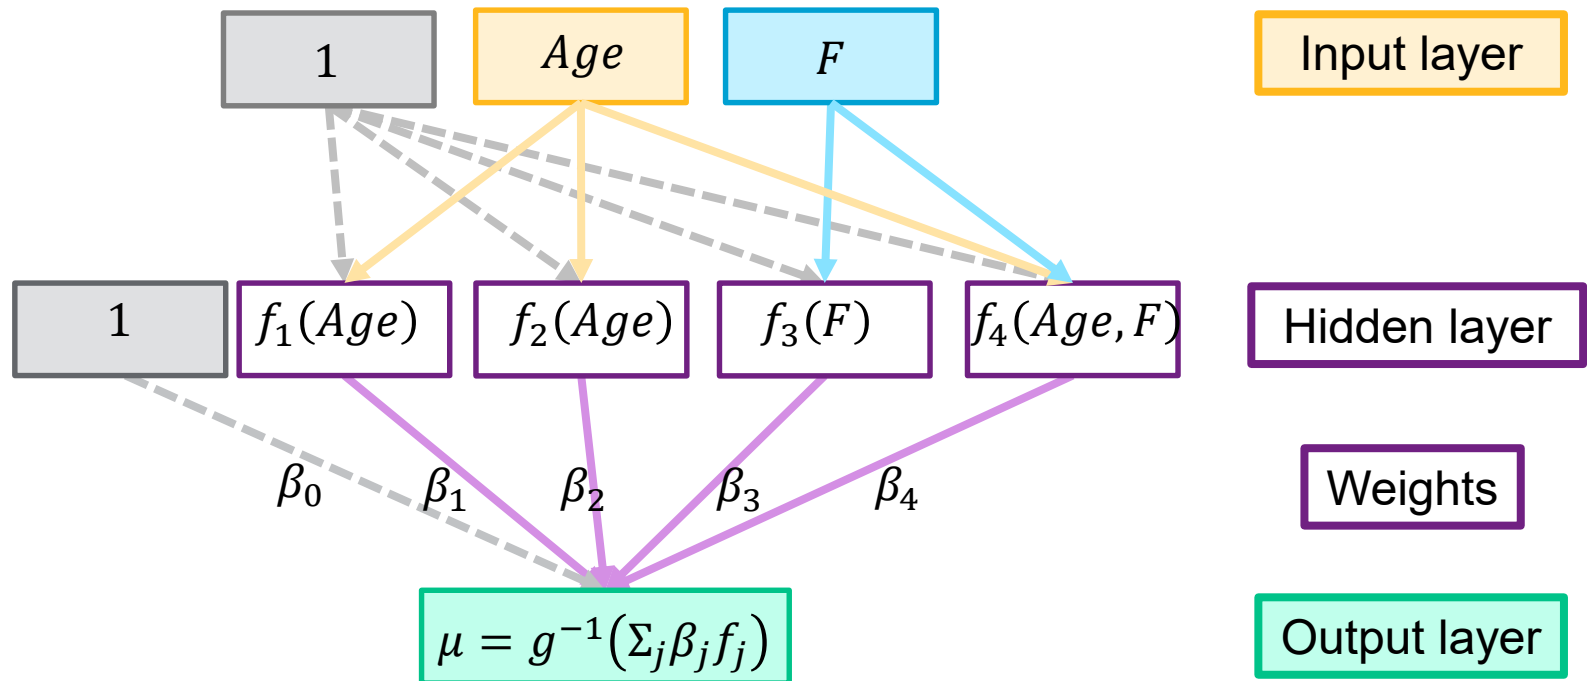 1
Age
F
Input layer
1
f₁(Age)
f₂(Age)
f₃(F)
f₄(Age, F)
Hidden layer
β₀
β₁
β₂
β₃
β₄
Weights
μ = g⁻¹(Σⱼβⱼfⱼ)
Output layer